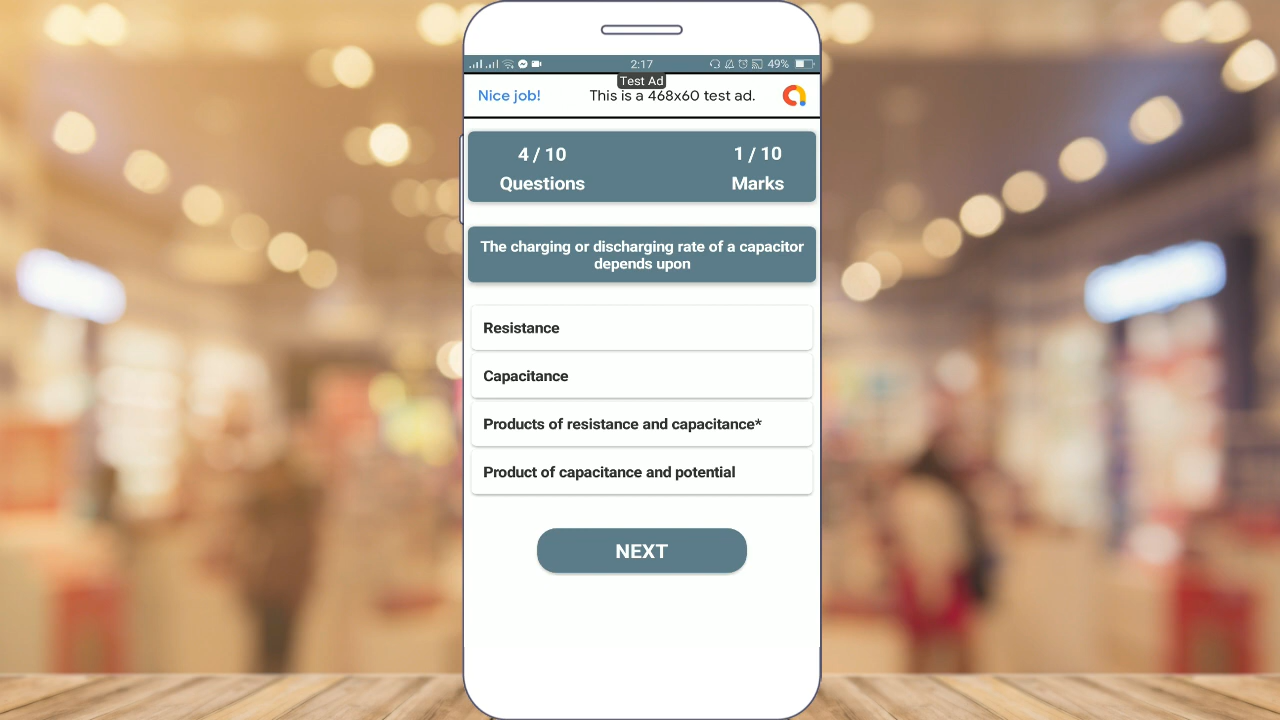 2:17
49%
Test Ad
Nice job!
This is a 468x60 test ad.
4 / 10
1 / 10
Questions
Marks
The charging or discharging rate of a capacitor
depends upon
Resistance
Capacitance
Products of resistance and capacitance*
Product of capacitance and potential
NEXT